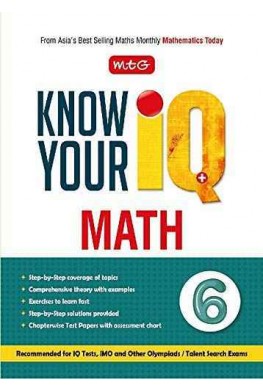 From Asia's Best Selling Maths Monthly Mathematics Today
mtG
KNOW
YOUR iQ
MATH
Step-by-Step coverage of topics
Comprehensive theory with examples
Exercises to learn fast
Step-by-Step solutions provided
Chapterwise Test Papers with assessment chart
6
Recommended for IQ Tests, IMO and Other Olympiads / Talent Search Exams